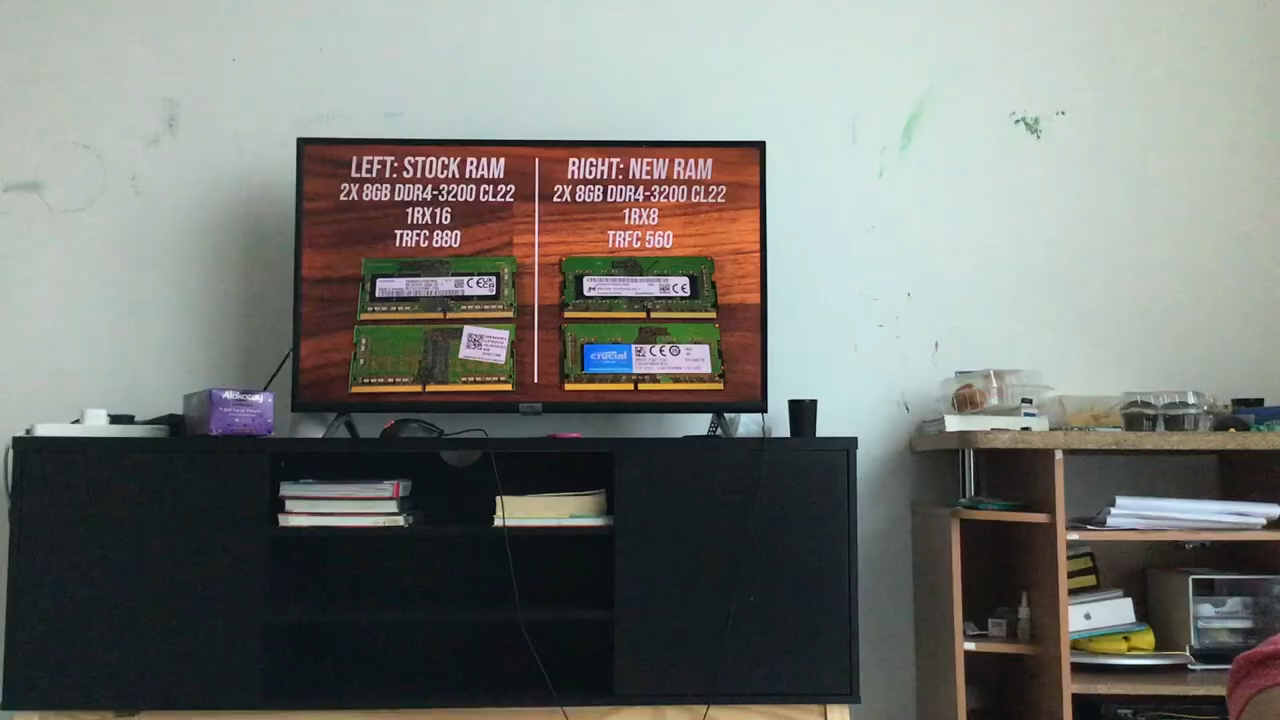 LEFT: STOCK RAM
2X 8GB DDR4-3200 CL22
1RX16
TRFC 880
RIGHT: NEW RAM
2X 8GB DDR4-3200 CL22
1RX8
TRFC 560
crucial